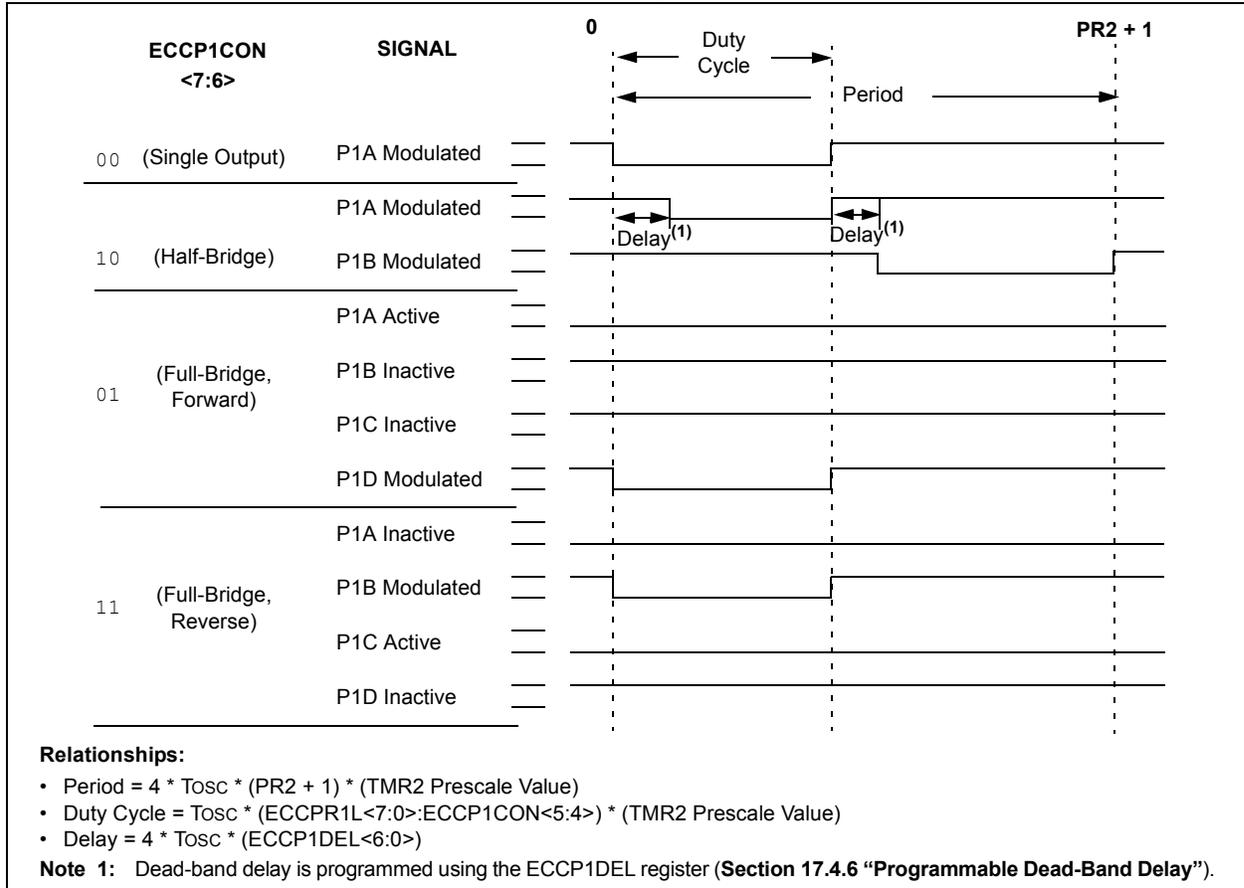 0
PR2 + 1
ECCP1CON
<7:6>
SIGNAL
Duty
Cycle
Period
00 (Single Output) P1A Modulated
P1A Modulated
Delay(1) Delay(1)
10 (Half-Bridge) P1B Modulated
P1A Active
01 (Full-Bridge,
Forward)
P1B Inactive
P1C Inactive
P1D Modulated
P1A Inactive
11 (Full-Bridge,
Reverse)
P1B Modulated
P1C Active
P1D Inactive
Relationships:
• Period = 4 * TOSC * (PR2 + 1) * (TMR2 Prescale Value)
• Duty Cycle = TOSC * (ECCPR1L<7:0>:ECCP1CON<5:4>) * (TMR2 Prescale Value)
• Delay = 4 * TOSC * (ECCP1DEL<6:0>)
Note 1: Dead-band delay is programmed using the ECCP1DEL register (Section 17.4.6 “Programmable Dead-Band Delay”).